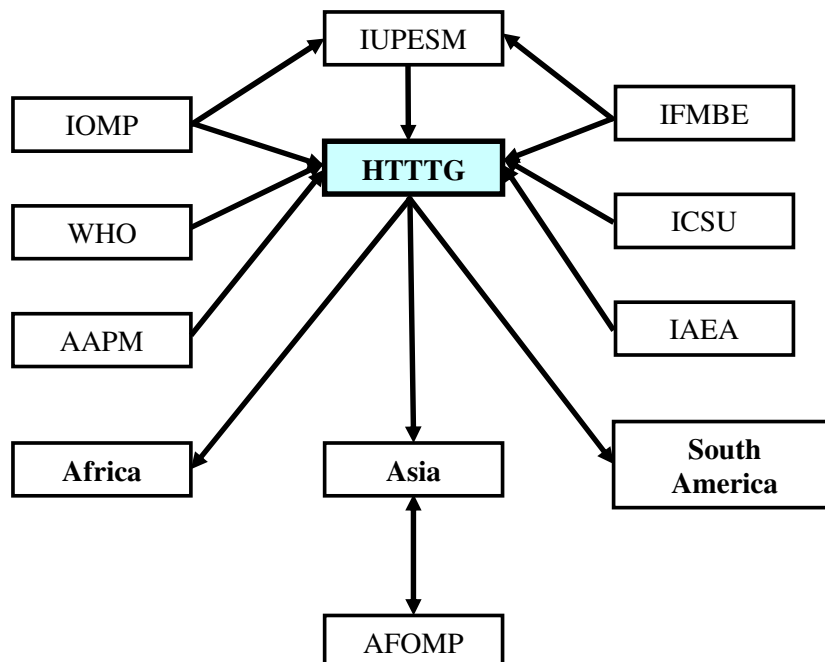 IUPESM
IOMP
IFMBE
HTTTG
WHO
ICSU
AAPM
IAEA
Africa
Asia
South
America
AFOMP